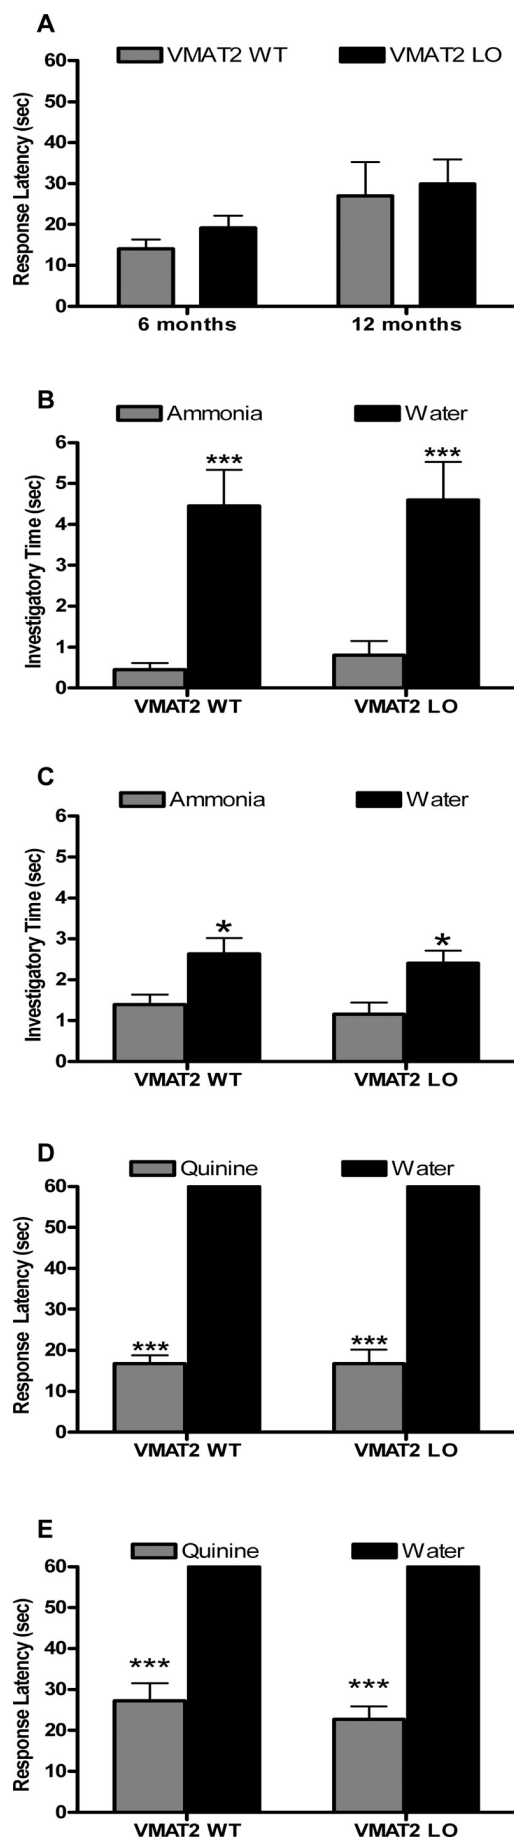 A
VMAT2 WT VMAT2 LO
60
50
40
30
20
10
0
Response Latency (sec)
6 months 12 months
B
Ammonia Water
6
5
4
3
2
1
0
Investigatory Time (sec)
*** ***
VMAT2 WT VMAT2 LO
C
Ammonia Water
6
5
4
3
2
1
0
Investigatory Time (sec)
* *
VMAT2 WT VMAT2 LO
D
Quinine Water
60
50
40
30
20
10
0
Response Latency (sec)
*** ***
VMAT2 WT VMAT2 LO
E
Quinine Water
60
50
40
30
20
10
0
Response Latency (sec)
*** ***
VMAT2 WT VMAT2 LO